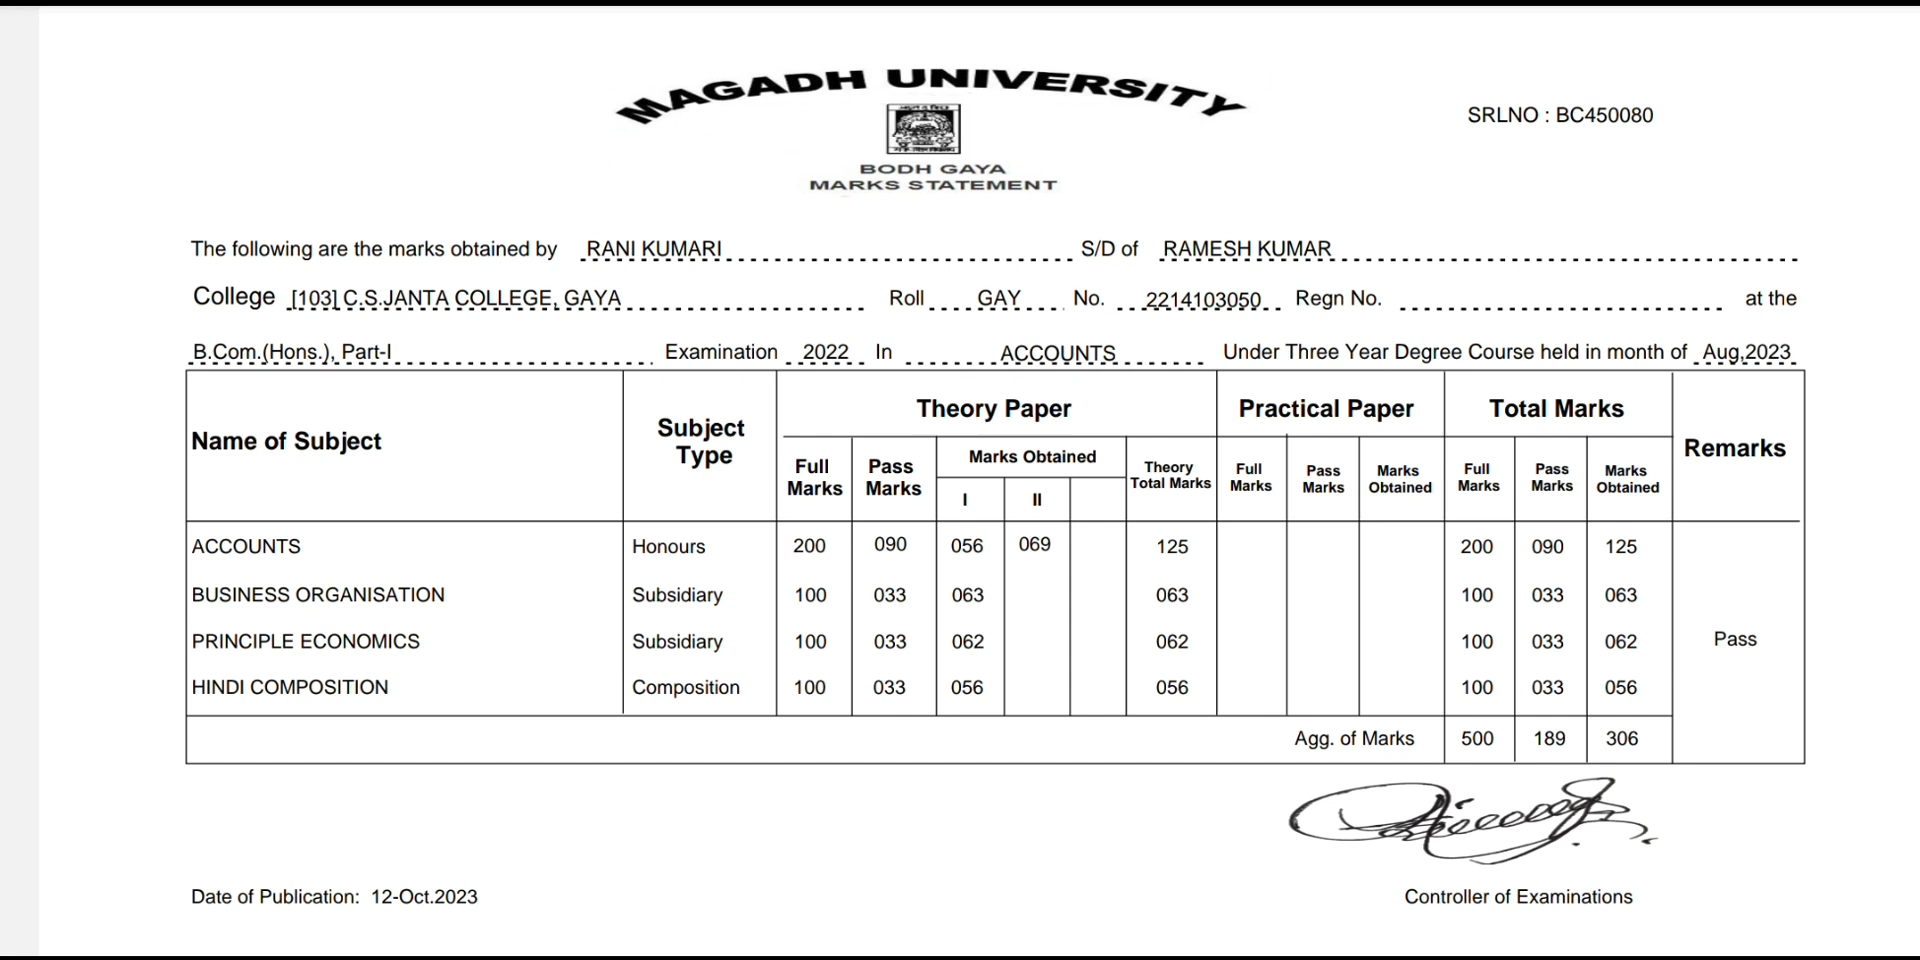 MAGADH UNIVERSITY
SRLNO : BC450080
BODH GAYA
MARKS STATEMENT
The following are the marks obtained by RANI KUMARI S/D of RAMESH KUMAR
College [103] C.S.JANTA COLLEGE, GAYA Roll GAY No. 2214103050 Regn No. at the
B.Com.(Hons.), Part-I Examination 2022 In ACCOUNTS Under Three Year Degree Course held in month of Aug,2023
Name of Subject Subject Type Theory Paper Practical Paper Total Marks Remarks
Full Marks Pass Marks Marks Obtained Theory Total Marks Full Marks Pass Marks Marks Obtained Full Marks Pass Marks Marks Obtained
I II
ACCOUNTS Honours 200 090 056 069 125 200 090 125
BUSINESS ORGANISATION Subsidiary 100 033 063 063 100 033 063
PRINCIPLE ECONOMICS Subsidiary 100 033 062 062 100 033 062 Pass
HINDI COMPOSITION Composition 100 033 056 056 100 033 056
Agg. of Marks 500 189 306
Date of Publication: 12-Oct.2023 Controller of Examinations